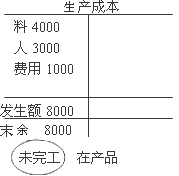 生产成本
料 4000
人 3000
费用 1000
发生额 8000
末 余 8000
未完工 在产品